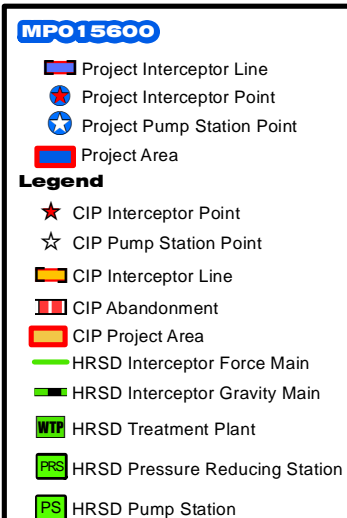 MP015600
Project Interceptor Line
Project Interceptor Point
Project Pump Station Point
Project Area
Legend
CIP Interceptor Point
CIP Pump Station Point
CIP Interceptor Line
CIP Abandonment
CIP Project Area
HRSD Interceptor Force Main
HRSD Interceptor Gravity Main
WTP HRSD Treatment Plant
PRS HRSD Pressure Reducing Station
PS HRSD Pump Station